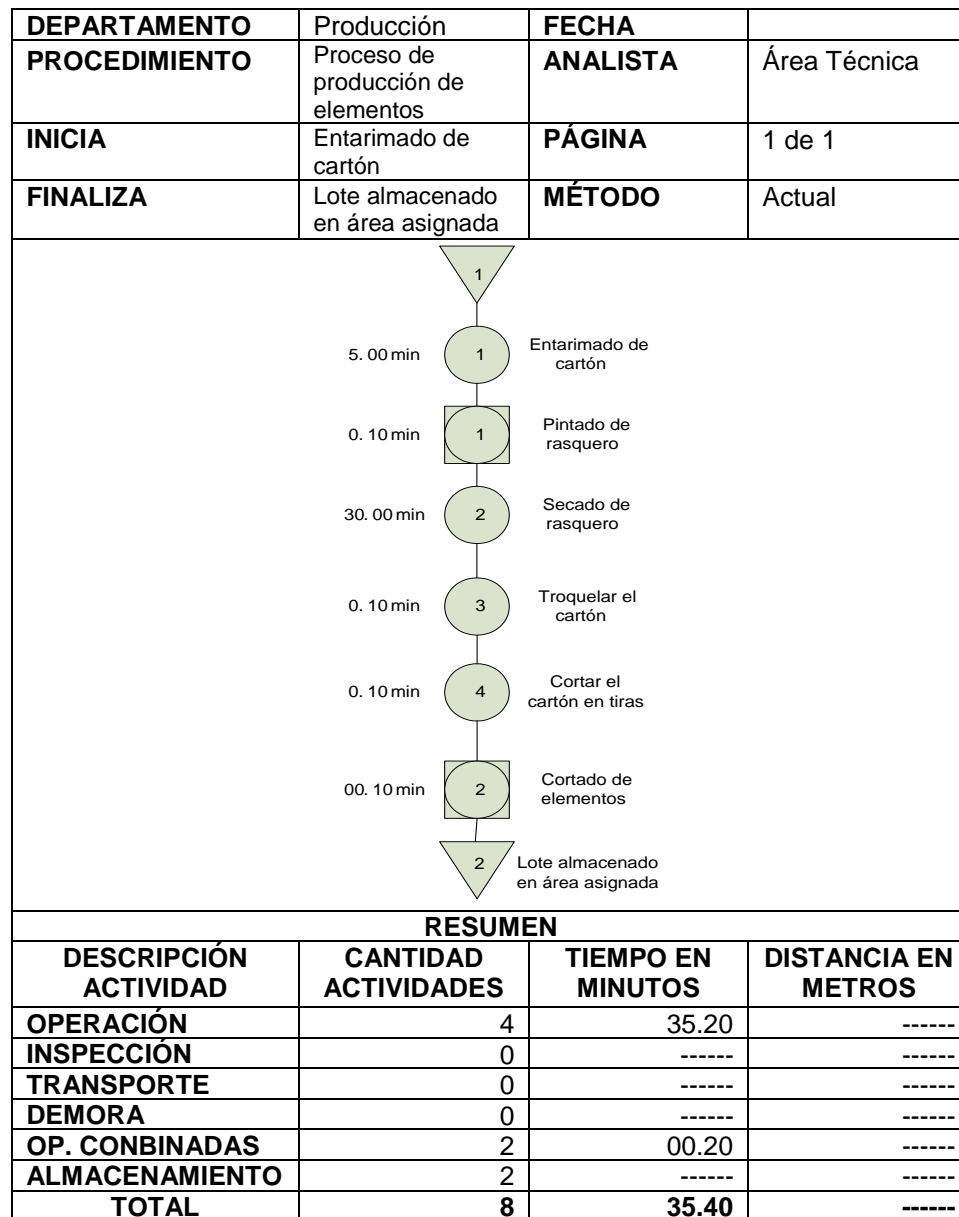 DEPARTAMENTO Producción FECHA
PROCEDIMIENTO Proceso de producción de elementos ANALISTA Área Técnica
INICIA Entarimado de cartón PÁGINA 1 de 1
FINALIZA Lote almacenado en área asignada MÉTODO Actual
1
5. 00 min 1 Entarimado de
cartón
0. 10 min 1 Pintado de
rasquero
30. 00 min 2 Secado de
rasquero
0. 10 min 3 Troquelar el
cartón
0. 10 min 4 Cortar el
cartón en tiras
00. 10 min 2 Cortado de
elementos
2 Lote almacenado
en área asignada
RESUMEN
DESCRIPCIÓN ACTIVIDAD CANTIDAD ACTIVIDADES TIEMPO EN MINUTOS DISTANCIA EN METROS
OPERACIÓN 4 35.20 ------
INSPECCIÓN 0 ------ ------
TRANSPORTE 0 ------ ------
DEMORA 0 ------ ------
OP. CONBINADAS 2 00.20 ------
ALMACENAMIENTO 2 ------ ------
TOTAL 8 35.40 ------